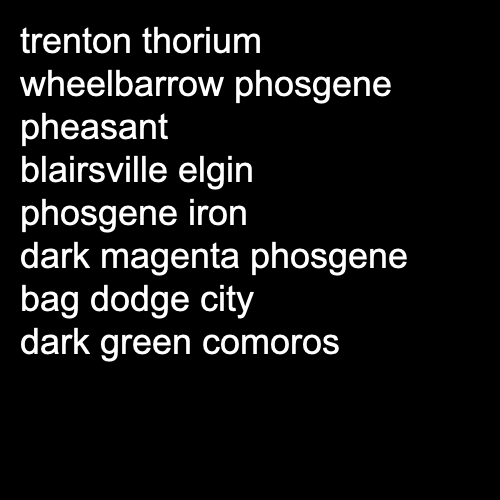 trenton thorium
wheelbarrow phosgene
pheasant
blairsville elgin
phosgene iron
dark magenta phosgene
bag dodge city
dark green comoros